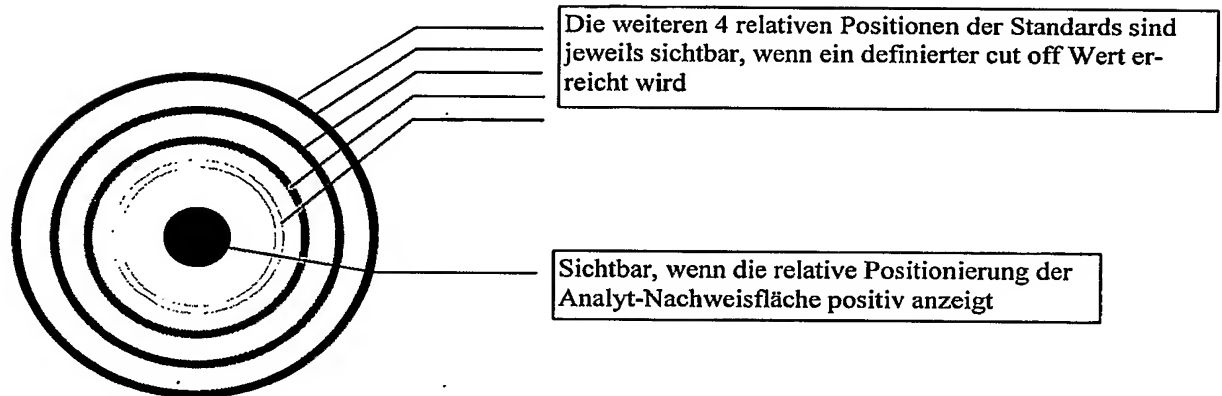 Die weiteren 4 relativen Positionen der Standards sind
jeweils sichtbar, wenn ein definierter cut off Wert er-
reicht wird
Sichtbar, wenn die relative Positionierung der
Analyt-Nachweisfläche positiv anzeigt